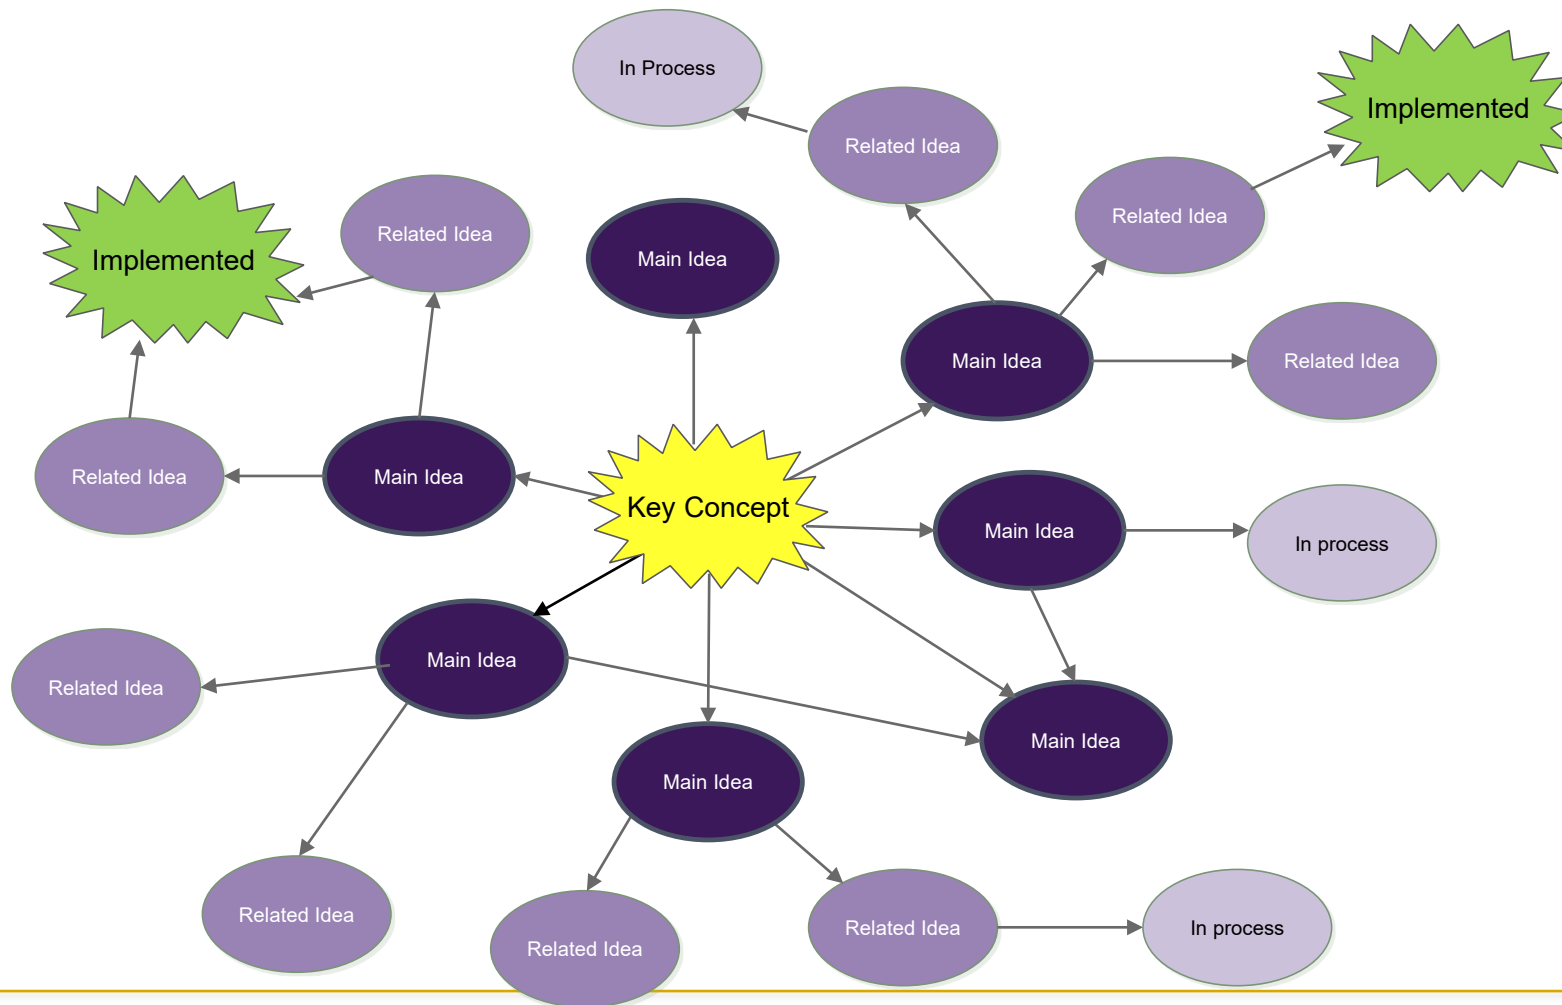 In Process
Implemented
Related Idea
Related Idea
Related Idea
Implemented
Main Idea
Main Idea
Related Idea
Related Idea
Main Idea
Key Concept
Main Idea
In process
Main Idea
Related Idea
Main Idea
Main Idea
Related Idea
Related Idea
Related Idea
In process